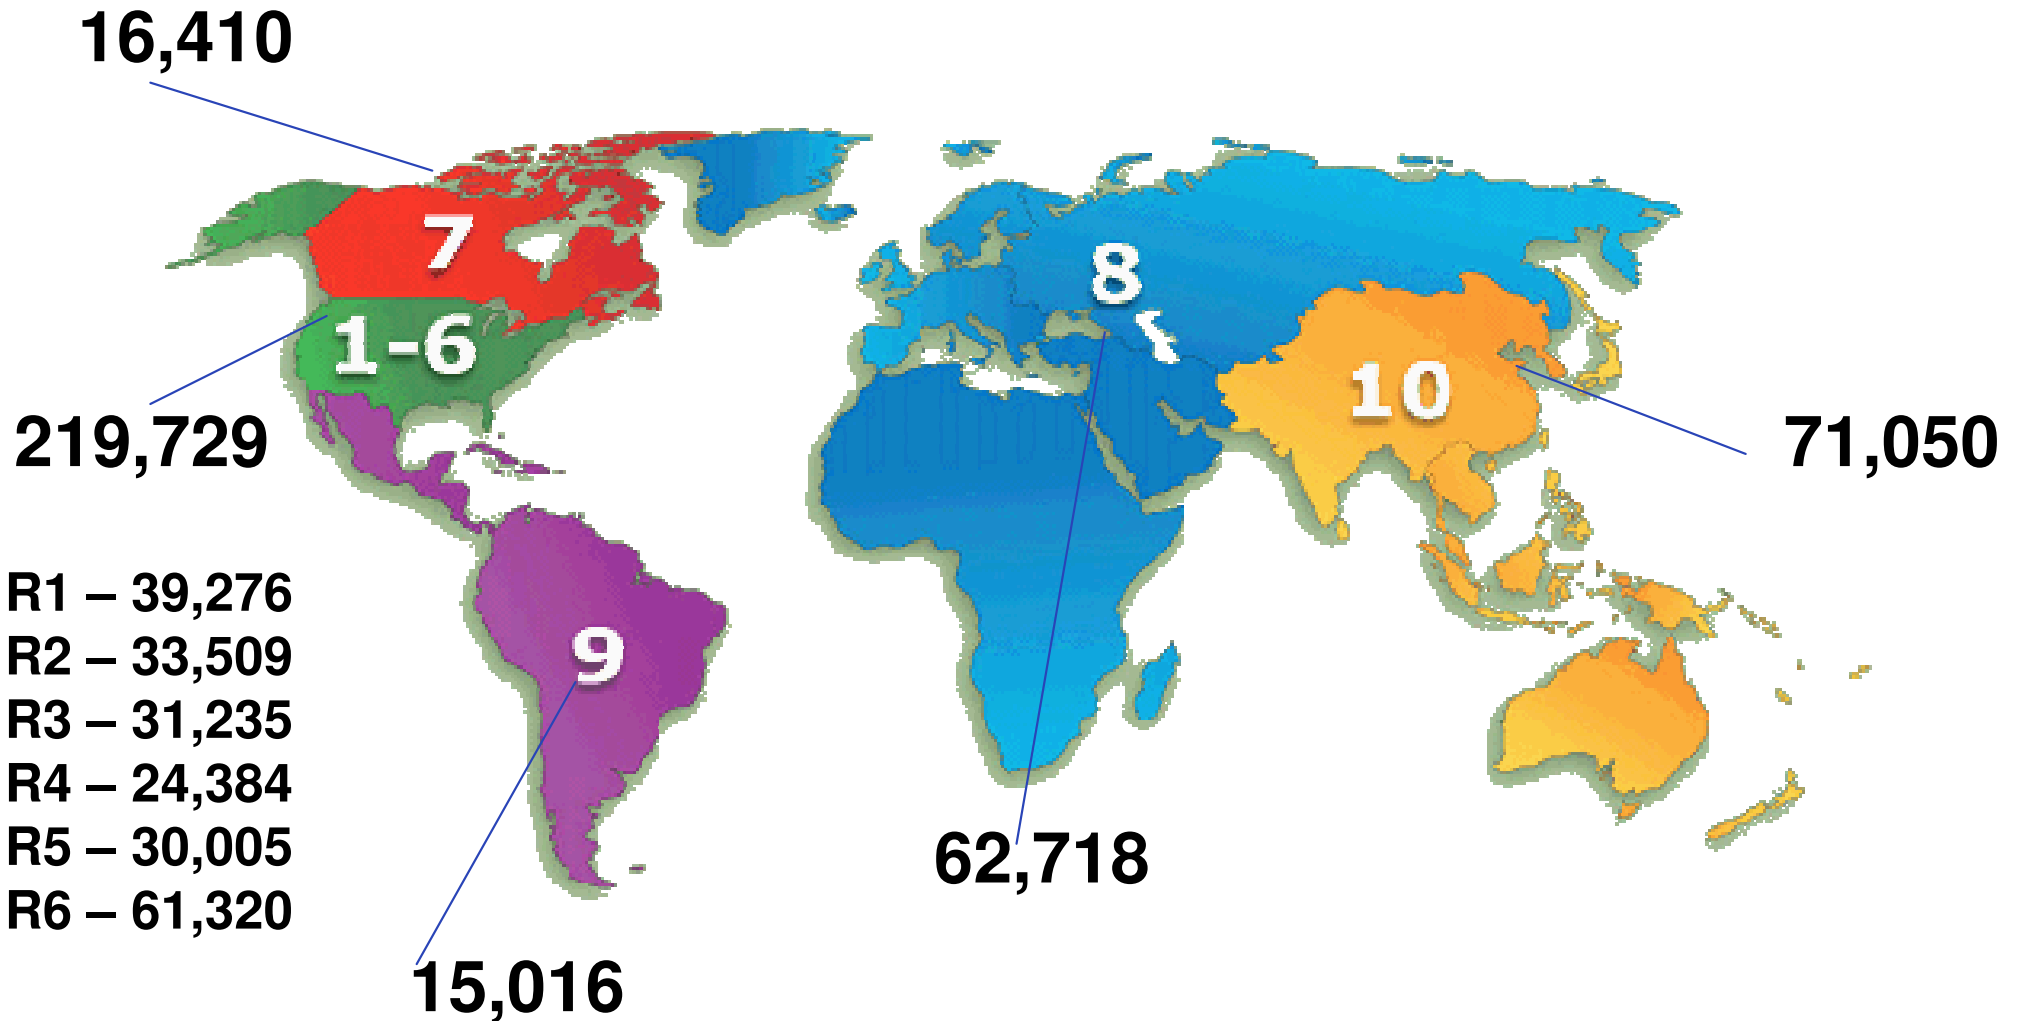 16,410
7
8
1-6
10
219,729
71,050
R1 – 39,276
R2 – 33,509
R3 – 31,235
R4 – 24,384
R5 – 30,005
R6 – 61,320
9
62,718
15,016